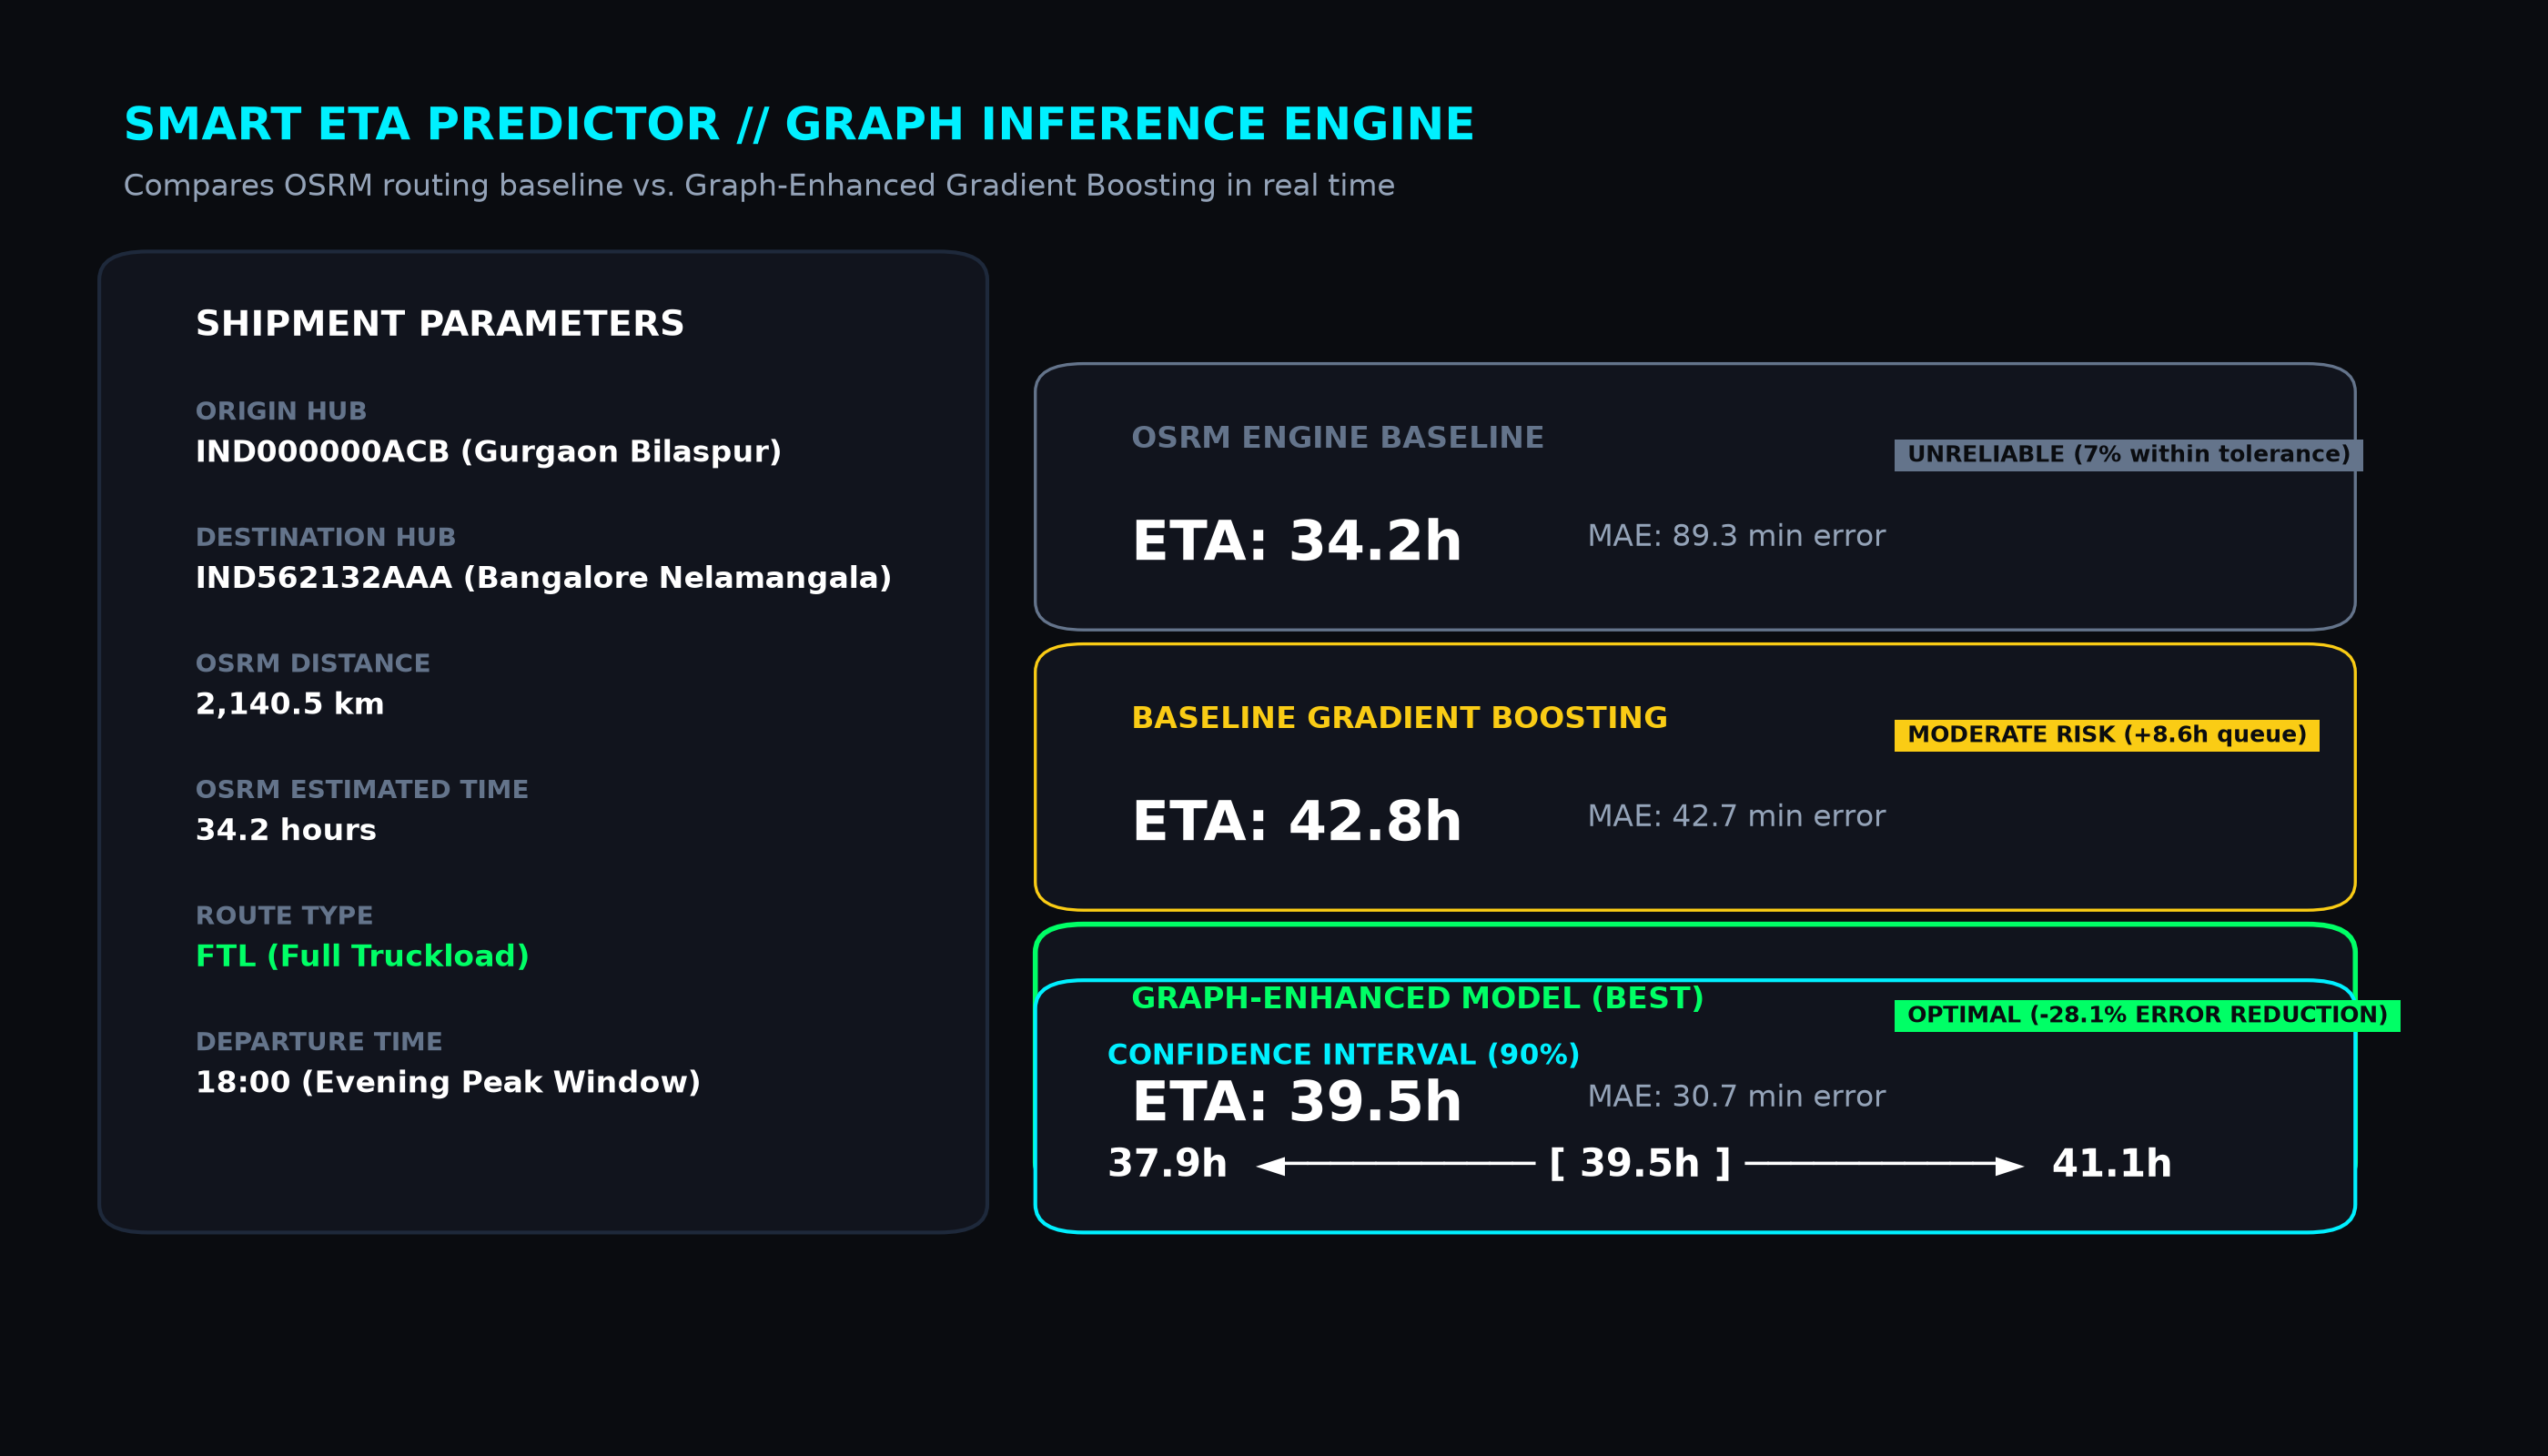 SMART ETA PREDICTOR // GRAPH INFERENCE ENGINE
Compares OSRM routing baseline vs. Graph-Enhanced Gradient Boosting in real time
SHIPMENT PARAMETERS
ORIGIN HUB
IND000000ACB (Gurgaon Bilaspur)
DESTINATION HUB
IND562132AAA (Bangalore Nelamangala)
OSRM DISTANCE
2,140.5 km
OSRM ESTIMATED TIME
34.2 hours
ROUTE TYPE
FTL (Full Truckload)
DEPARTURE TIME
18:00 (Evening Peak Window)
OSRM ENGINE BASELINE
UNRELIABLE (7% within tolerance)
ETA: 34.2h
MAE: 89.3 min error
BASELINE GRADIENT BOOSTING
MODERATE RISK (+8.6h queue)
ETA: 42.8h
MAE: 42.7 min error
GRAPH-ENHANCED MODEL (BEST)
OPTIMAL (-28.1% ERROR REDUCTION)
CONFIDENCE INTERVAL (90%)
ETA: 39.5h
MAE: 30.7 min error
37.9h ◄──────────── [ 39.5h ] ────────────► 41.1h